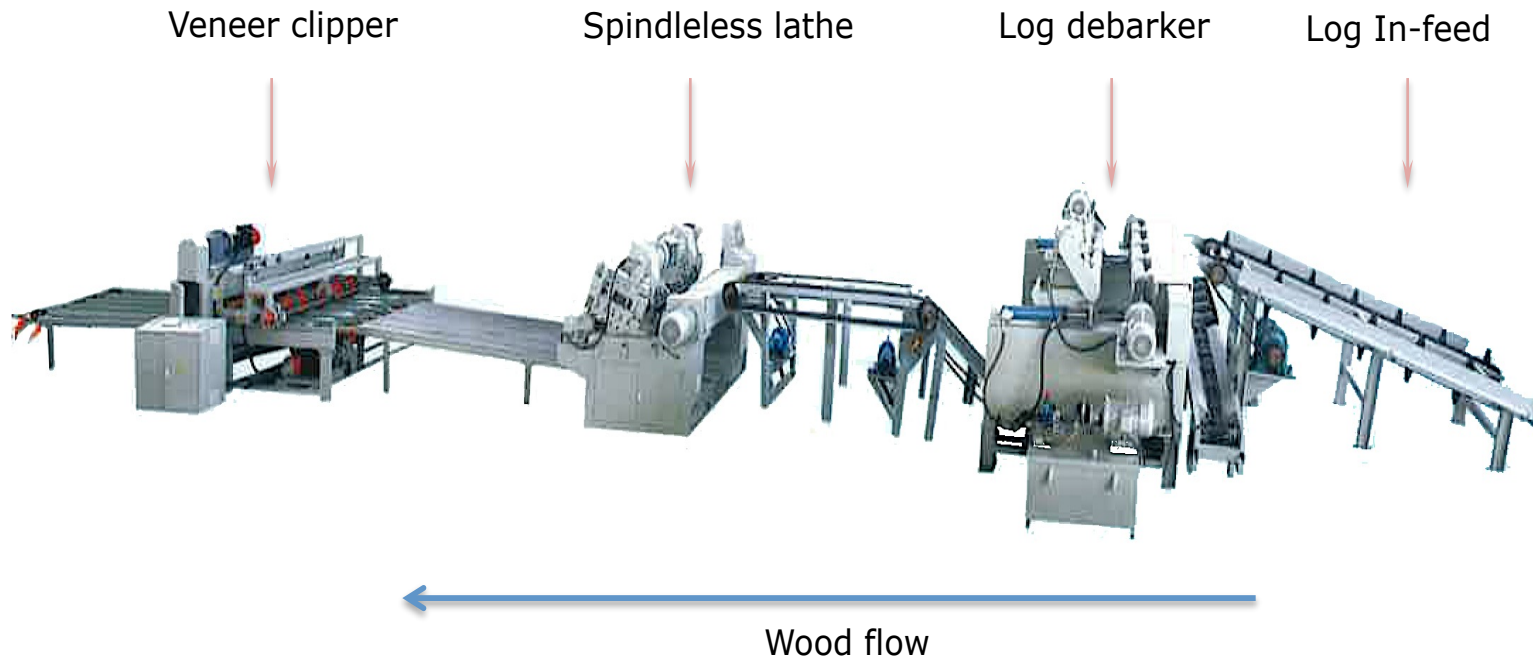 Veneer clipper
Spindleless lathe
Log debarker
Log In-feed
Wood flow